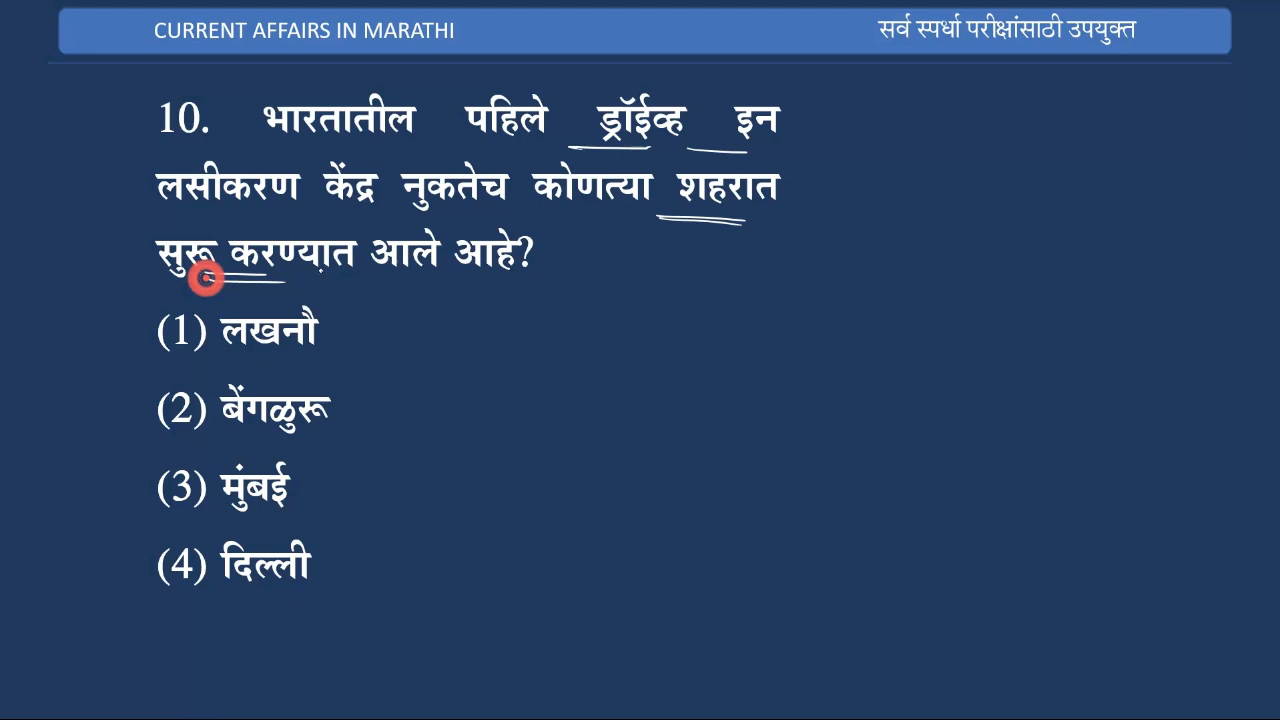 CURRENT AFFAIRS IN MARATHI
सर्व स्पर्धा परीक्षांसाठी उपयुक्त
10. भारतातील पहिले ड्रॉईव्ह इन
लसीकरण केंद्र नुकतेच कोणत्या शहरात
सुरू करण्यात आले आहे?
(1) लखनौ
(2) बेंगळुरू
(3) मुंबई
(4) दिल्ली